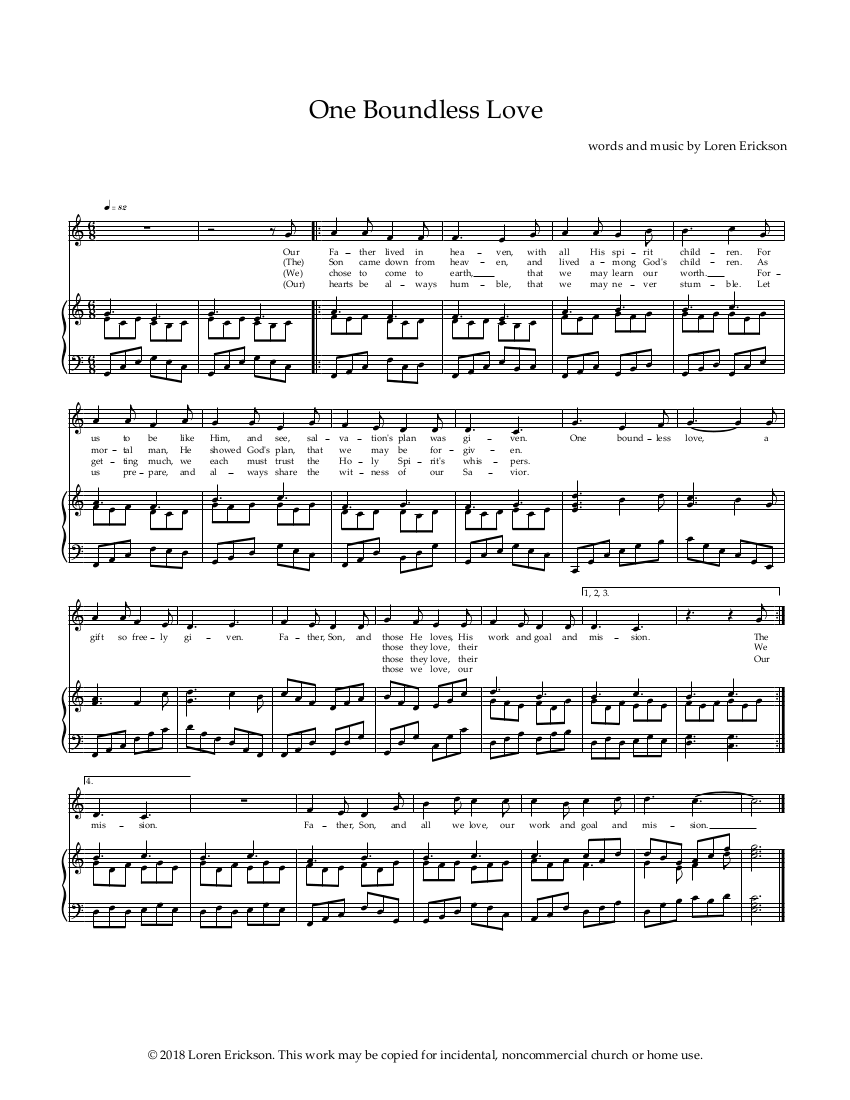 One Boundless Love
words and music by Loren Erickson
♩ = 82
Our Fa – ther lived in hea – ven, with all His spi – rit child – ren. For
(The) Son came down from heav – en, and lived a – mong God's child – ren. As
(We) chose to come to earth,____ that we may learn our worth.____ For –
(Our) hearts be al – ways hum – ble, that we may ne – ver stum – ble. Let
us to be like Him, and see, sal – va – tion's plan was gi – ven. One bound – less love, a
mor – tal man, He showed God's plan, that we may be for – giv – en.
get – ting much, we each must trust the Ho – ly Spi – rit's whis – pers.
us pre – pare, and al – ways share the wit – ness of our Sa – vior.
1, 2, 3.
gift so free – ly gi – ven. Fa – ther, Son, and those He loves, His work and goal and mis – sion. The
those they love, their We
those they love, their Our
those we love, our
4.
mis – sion. Fa – ther, Son, and all we love, our work and goal and mis – sion.__________
© 2018 Loren Erickson. This work may be copied for incidental, noncommercial church or home use.